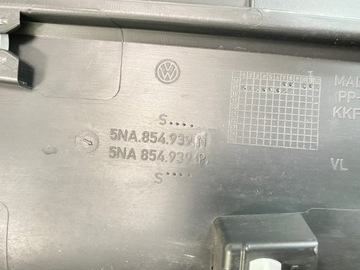 S....
5NA.854.939 N
5NA 854.939
S....
MA
PP-
KKF
VL